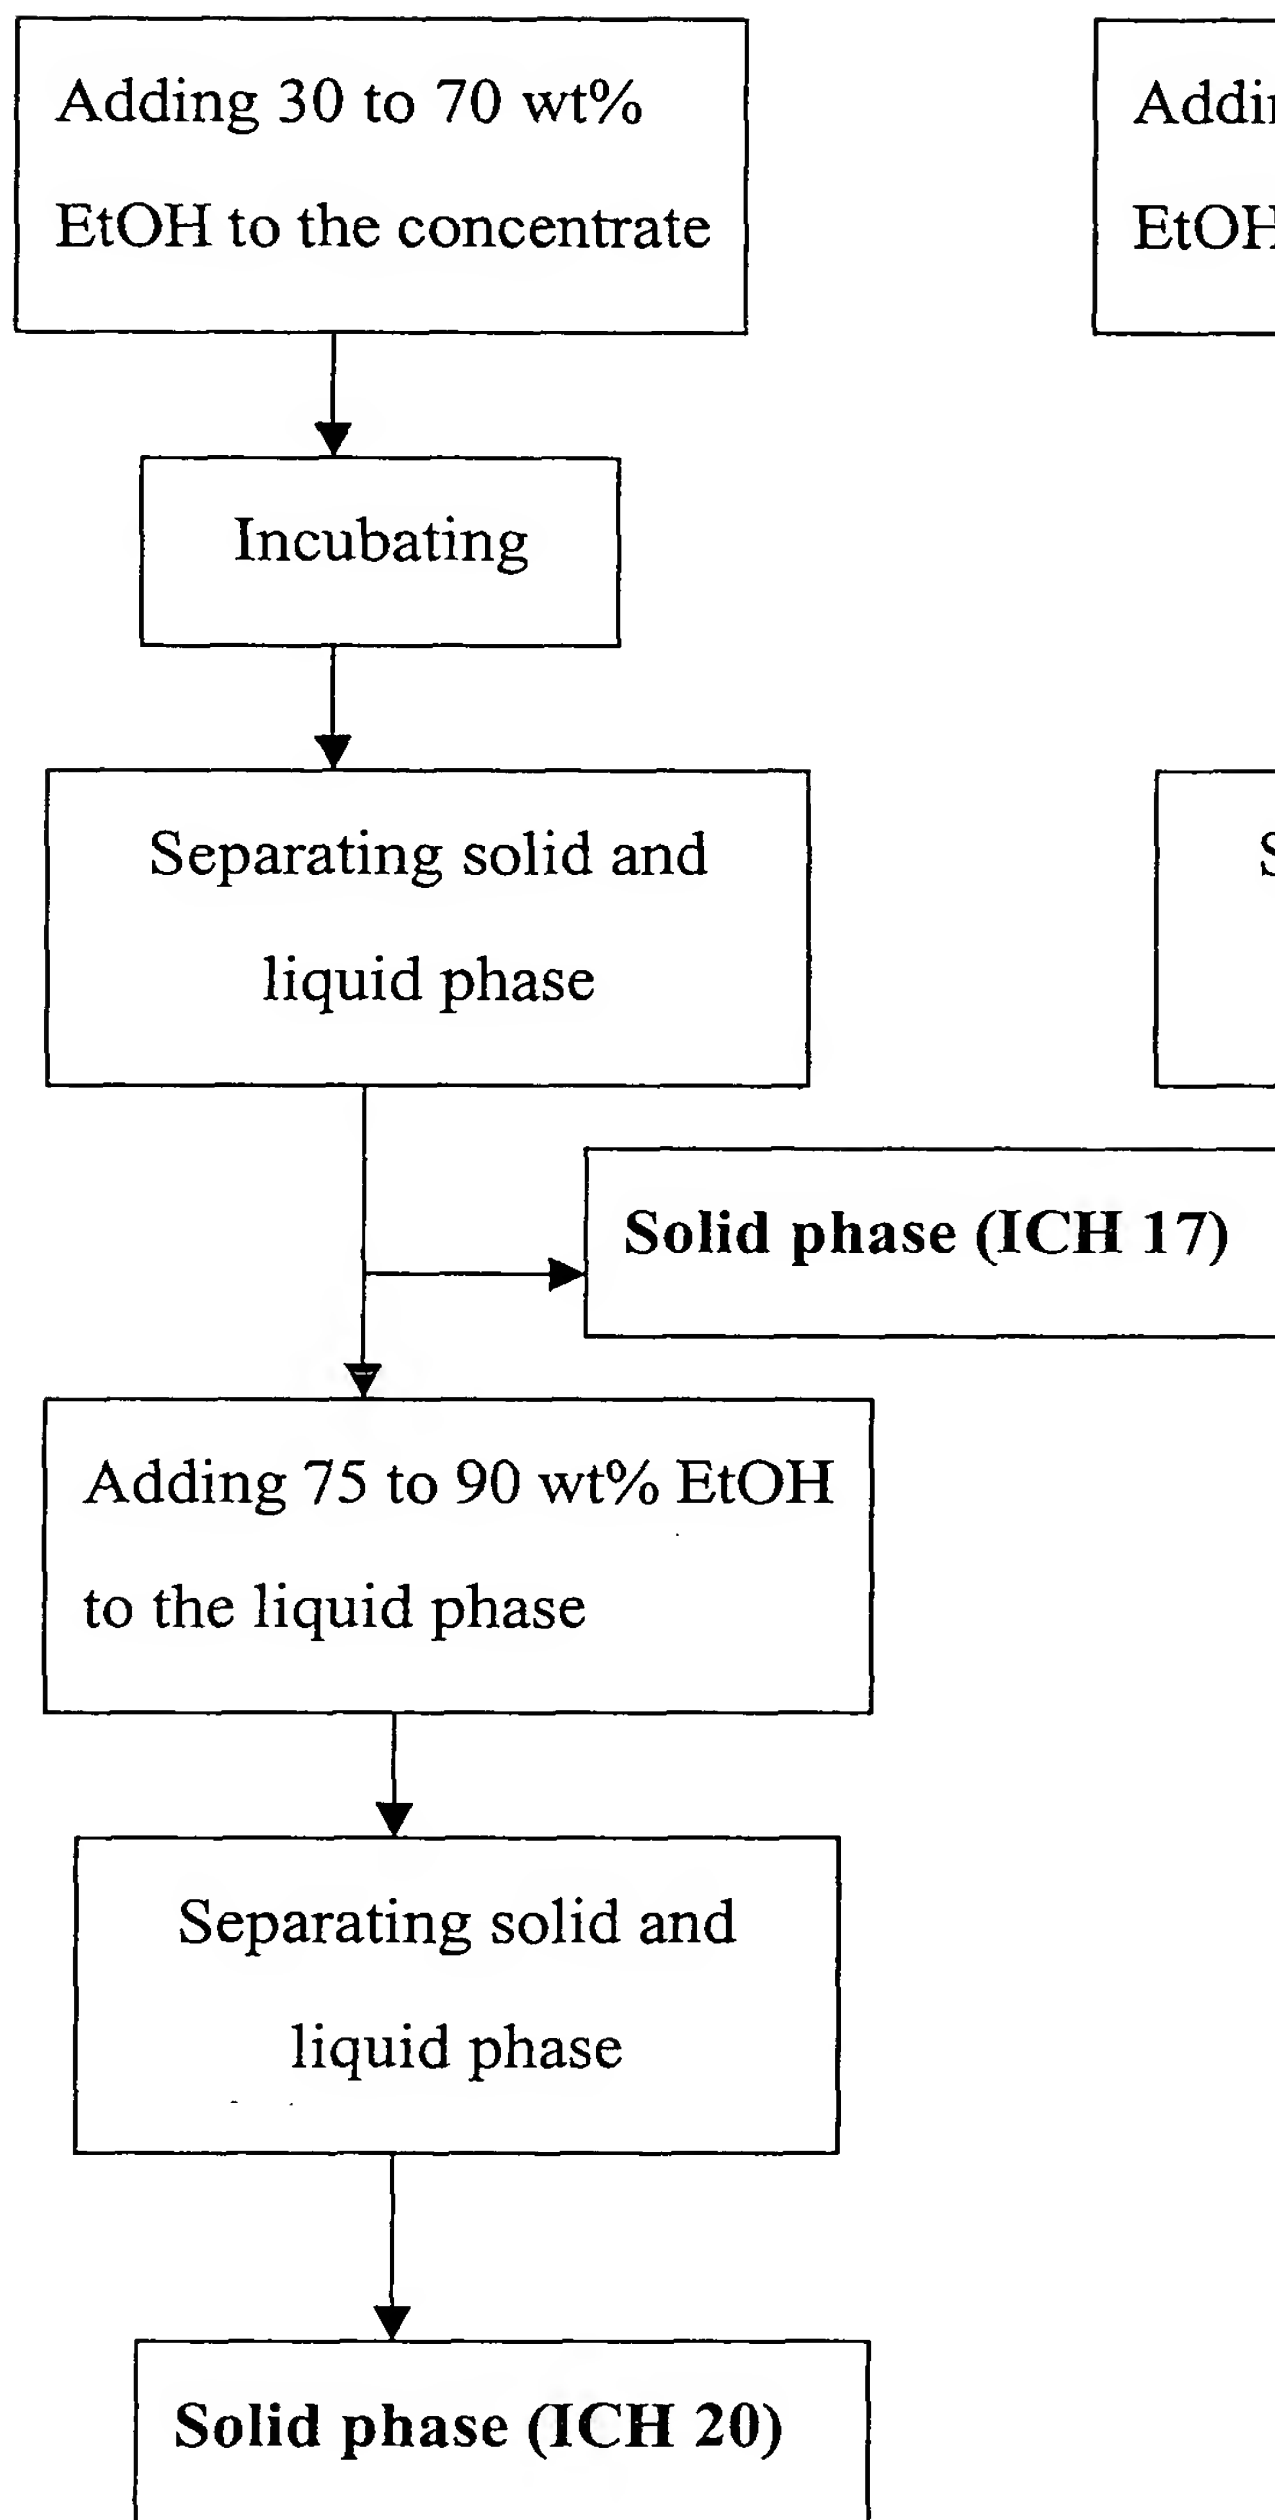 Adding 30 to 70 wt%
EtOH to the concentrate
Incubating
Separating solid and
liquid phase
Solid phase (ICH 17)
Adding 75 to 90 wt% EtOH
to the liquid phase
Separating solid and
liquid phase
Solid phase (ICH 20)
EtOH